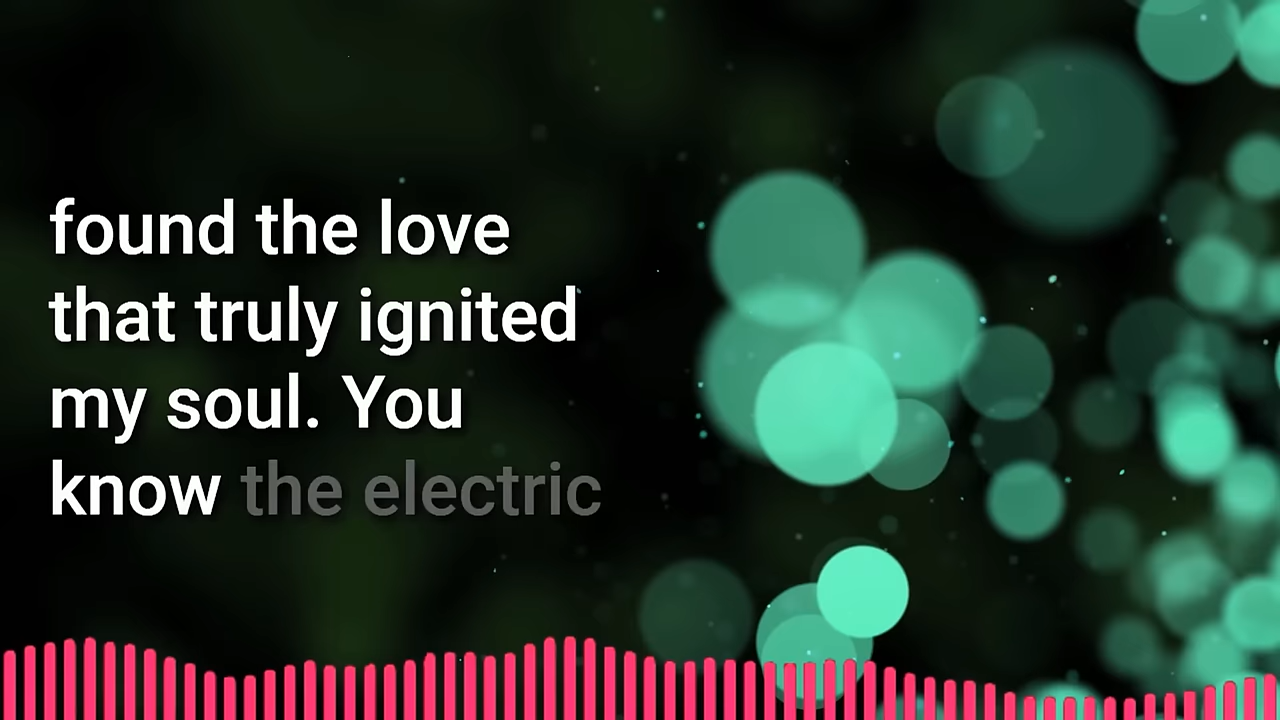 found the love
that truly ignited
my soul. You
know the electric